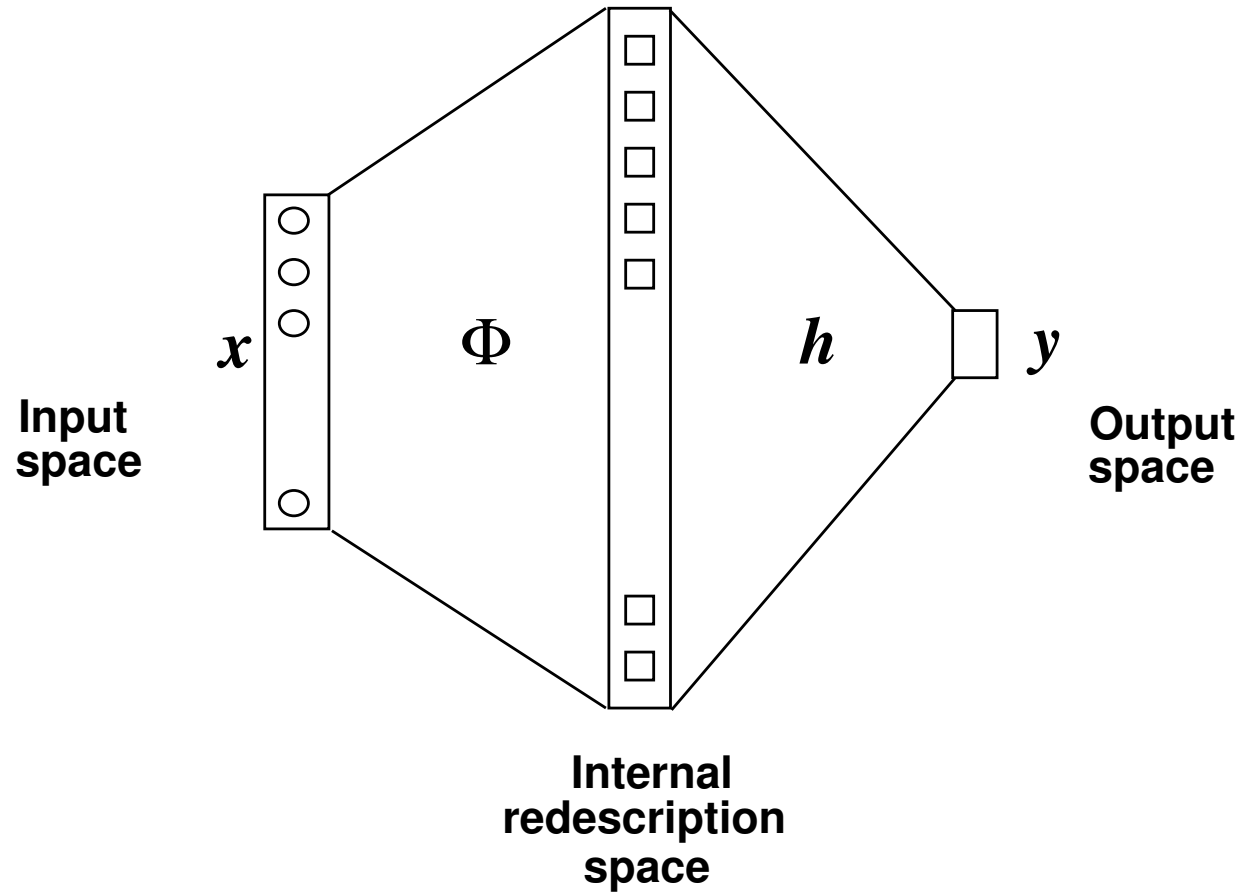 x
Φ
h
y
Input
space
Output
space
Internal
redescription
space